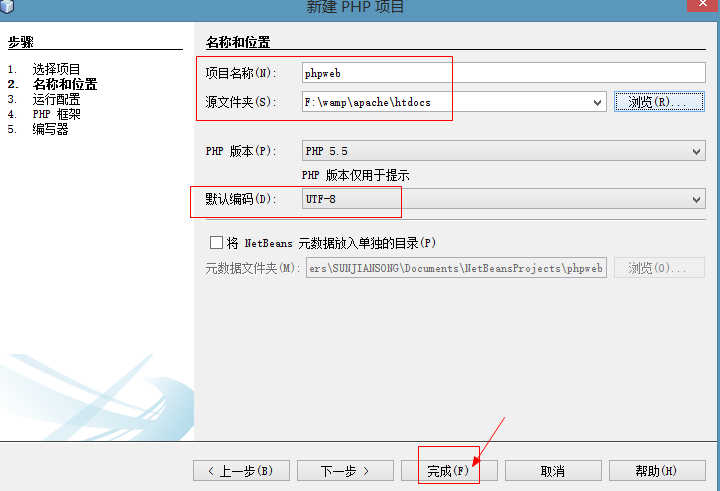 新建 PHP 项目
步骤
1. 选择项目
2. 名称和位置
3. 运行配置
4. PHP 框架
5. 编写器
名称和位置
项目名称(N): phpweb
源文件夹(S): F:\wamp\apache\htdocs 浏览(R)...
PHP 版本(P): PHP 5.5
PHP 版本仅用于提示
默认编码(D): UTF-8
将 NetBeans 元数据放入单独的目录(P)
元数据文件夹(M): ers\SUNJIANSONG\Documents\NetBeansProjects\phpweb 浏览(O)...
< 上一步(B) 下一步 > 完成(F) 取消 帮助(H)